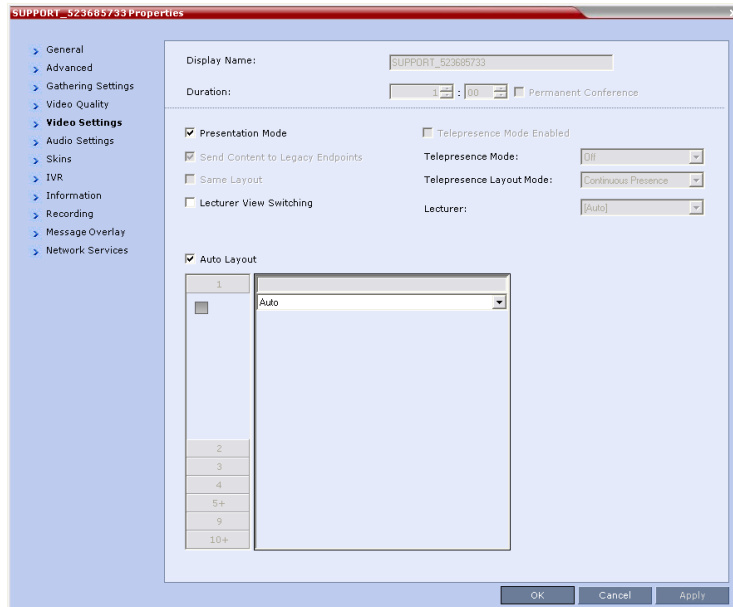 SUPPORT_523685733 Properties
General
Advanced
Gathering Settings
Video Quality
Video Settings
Audio Settings
Skins
IVR
Information
Recording
Message Overlay
Network Services
Display Name: SUPPORT_523685733
Duration: 1 : 00 Permanent Conference
Presentation Mode
Telepresence Mode Enabled
Send Content to Legacy Endpoints
Telepresence Mode: Off
Same Layout
Telepresence Layout Mode: Continuous Presence
Lecturer View Switching
Lecturer: [Auto]
Auto Layout
1
Auto
2
3
4
5+
9
10+
OK Cancel Apply